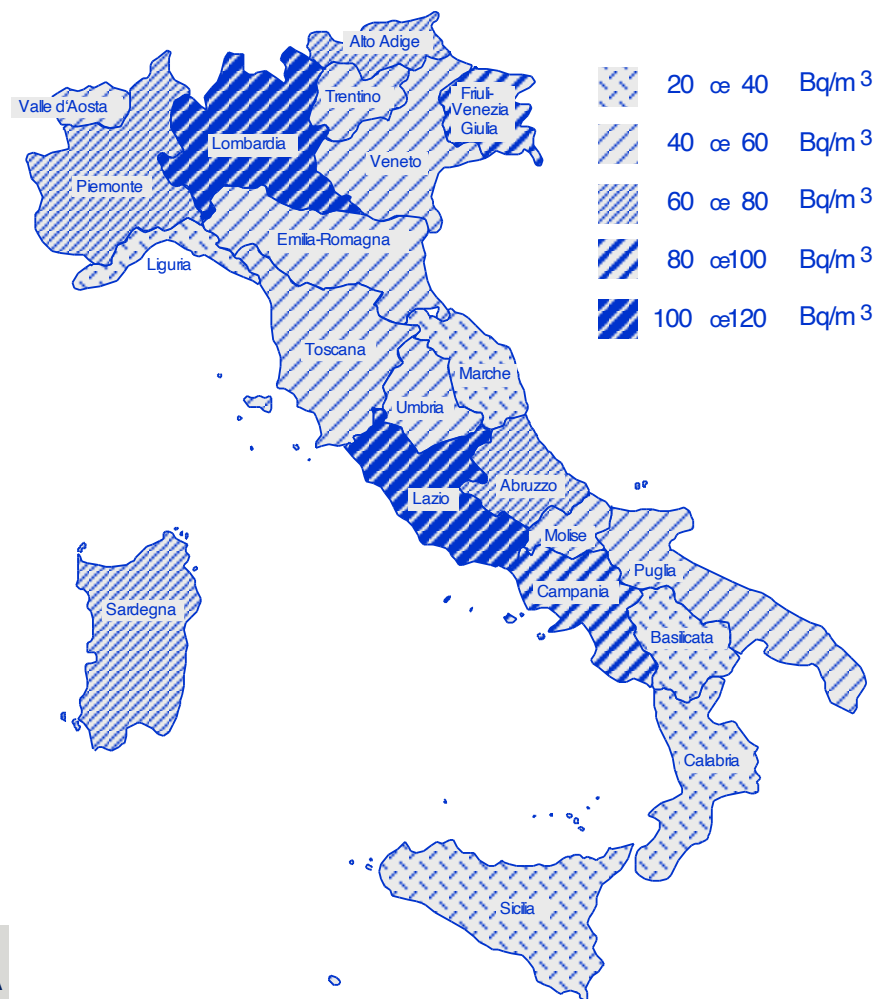 Alto Adige
Valle d'Aosta
Trentino
Friuli-
Venezia
Giulia
Lombardia
Veneto
Piemonte
Emilia-Romagna
Liguria
Toscana
Marche
Umbria
Abruzzo
Lazio
Molise
Puglia
Campania
Sardegna
Basilicata
Calabria
Sicilia
20 œ 40 Bq/m 3
40 œ 60 Bq/m 3
60 œ 80 Bq/m 3
80 œ100 Bq/m 3
100 œ120 Bq/m 3